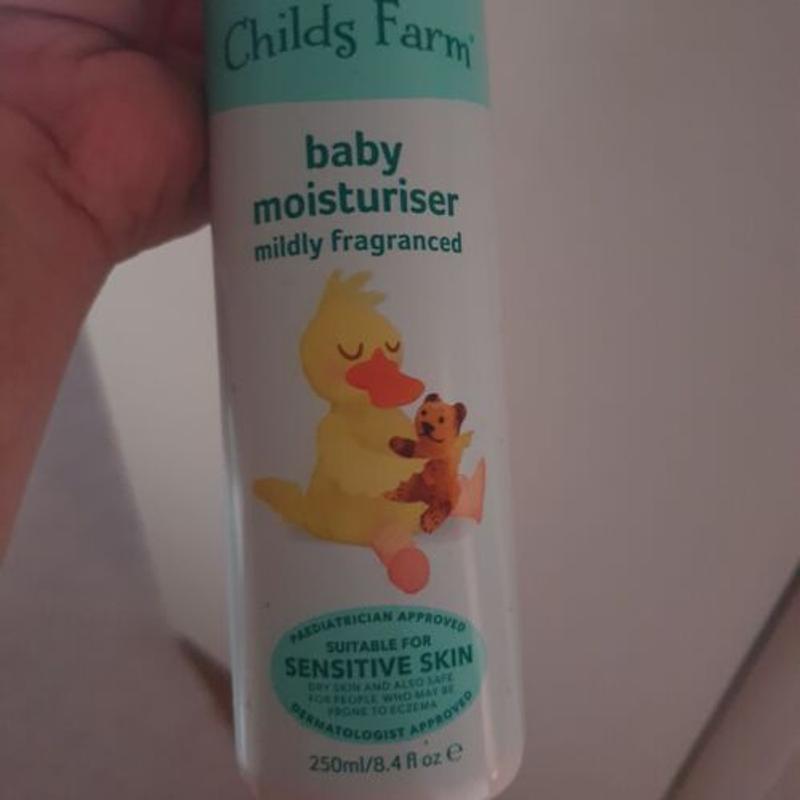 Childs Farm
baby
moisturiser
mildly fragranced
PAEDIATRICIAN APPROVED
SUITABLE FOR
SENSITIVE SKIN
DRY SKIN AND ALSO SAFE
FOR PEOPLE WHO MAY BE
PRONE TO ECZEMA
DERMATOLOGIST APPROVED
250ml/8.4 fl oz ℮